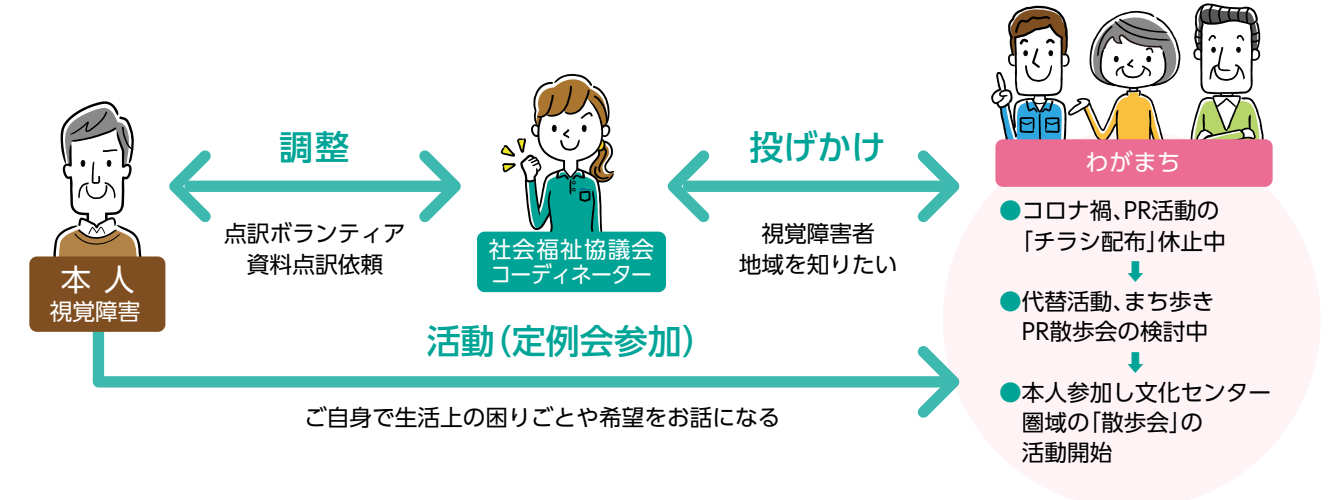 調整
点訳ボランティア
資料点訳依頼
本人
視覚障害
社会福祉協議会
コーディネーター
投げかけ
視覚障害者
地域を知りたい
わがまち
●コロナ禍、PR活動の
「チラシ配布」休止中
●代替活動、まち歩き
PR散歩会の検討中
●本人参加し文化センター
圏域の「散歩会」の
活動開始
活動(定例会参加)
ご自身で生活上の困りごとや希望をお話になる